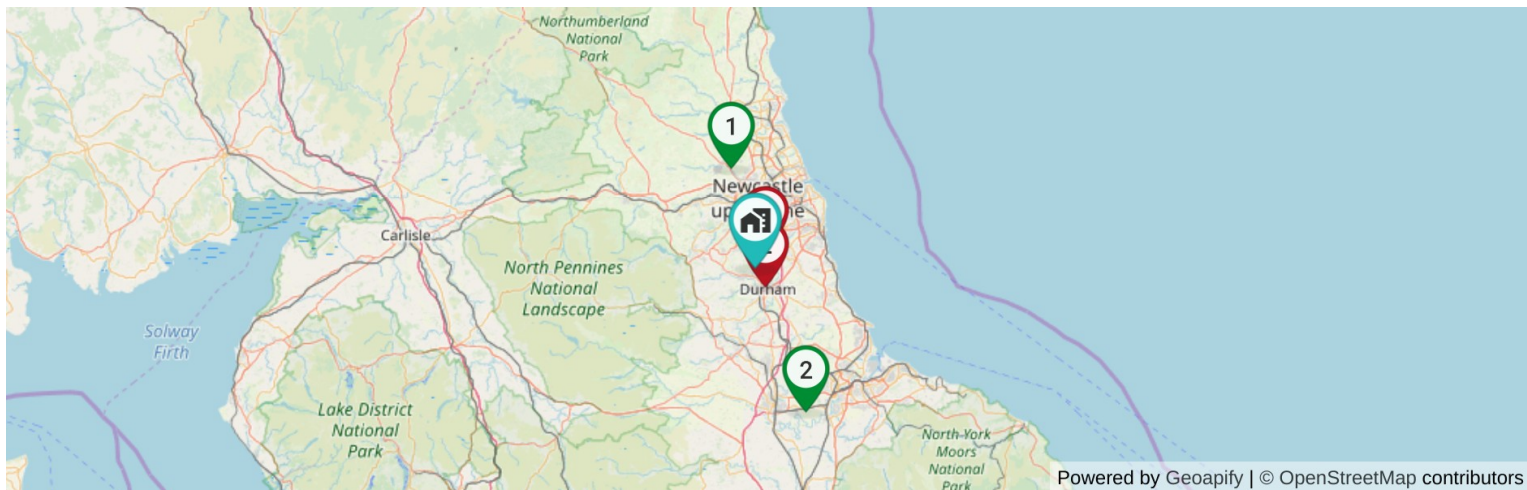 Northumberland
National
Park
1
Newcastle
Carlisle
North Pennines
National
Landscape
Durham
Solway
Firth
2
Lake District
National
Park
North York
Moors
National
Park
Powered by Geoapify | © OpenStreetMap contributors